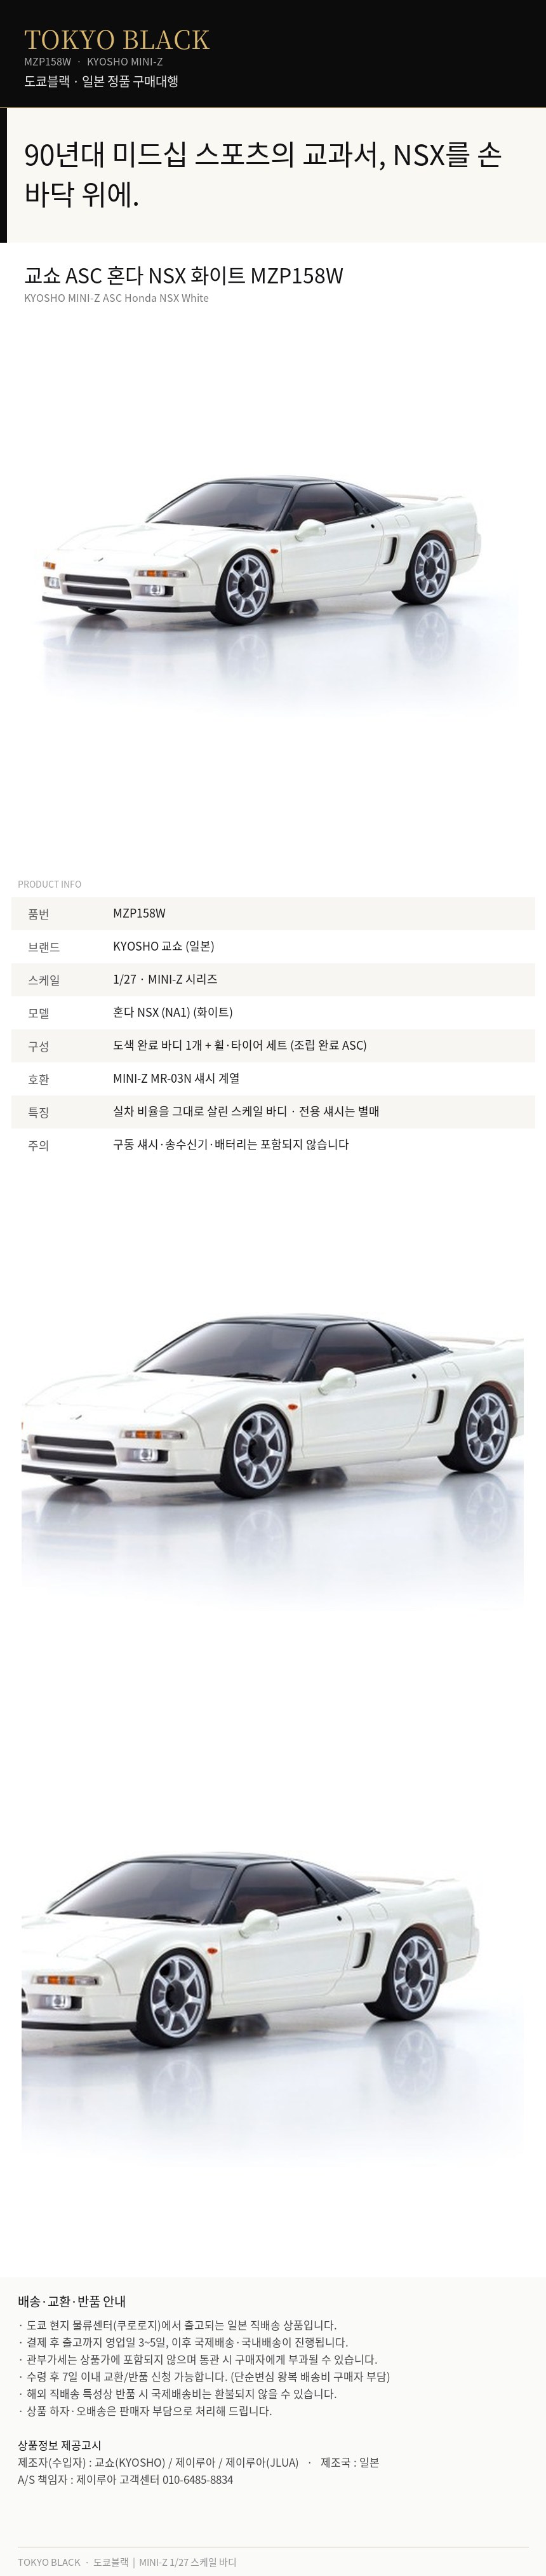 TOKYO BLACK
MZP158W · KYOSHO MINI-Z
도쿄블랙 · 일본 정품 구매대행
90년대 미드십 스포츠의 교과서, NSX를 손
바닥 위에.
교쇼 ASC 혼다 NSX 화이트 MZP158W
KYOSHO MINI-Z ASC Honda NSX White
PRODUCT INFO
품번 MZP158W
브랜드 KYOSHO 교쇼 (일본)
스케일 1/27 · MINI-Z 시리즈
모델 혼다 NSX (NA1) (화이트)
구성 도색 완료 바디 1개 + 휠·타이어 세트 (조립 완료 ASC)
호환 MINI-Z MR-03N 섀시 계열
특징 실차 비율을 그대로 살린 스케일 바디 · 전용 섀시는 별매
주의 구동 섀시·송수신기·배터리는 포함되지 않습니다
배송·교환·반품 안내
· 도쿄 현지 물류센터(쿠로로지)에서 출고되는 일본 직배송 상품입니다.
· 결제 후 출고까지 영업일 3~5일, 이후 국제배송·국내배송이 진행됩니다.
· 관부가세는 상품가에 포함되지 않으며 통관 시 구매자에게 부과될 수 있습니다.
· 수령 후 7일 이내 교환/반품 신청 가능합니다. (단순변심 왕복 배송비 구매자 부담)
· 해외 직배송 특성상 반품 시 국제배송비는 환불되지 않을 수 있습니다.
· 상품 하자·오배송은 판매자 부담으로 처리해 드립니다.
상품정보 제공고시
제조자(수입자) : 교쇼(KYOSHO) / 제이루아 / 제이루아(JLUA) · 제조국 : 일본
A/S 책임자 : 제이루아 고객센터 010-6485-8834
TOKYO BLACK · 도쿄블랙 | MINI-Z 1/27 스케일 바디